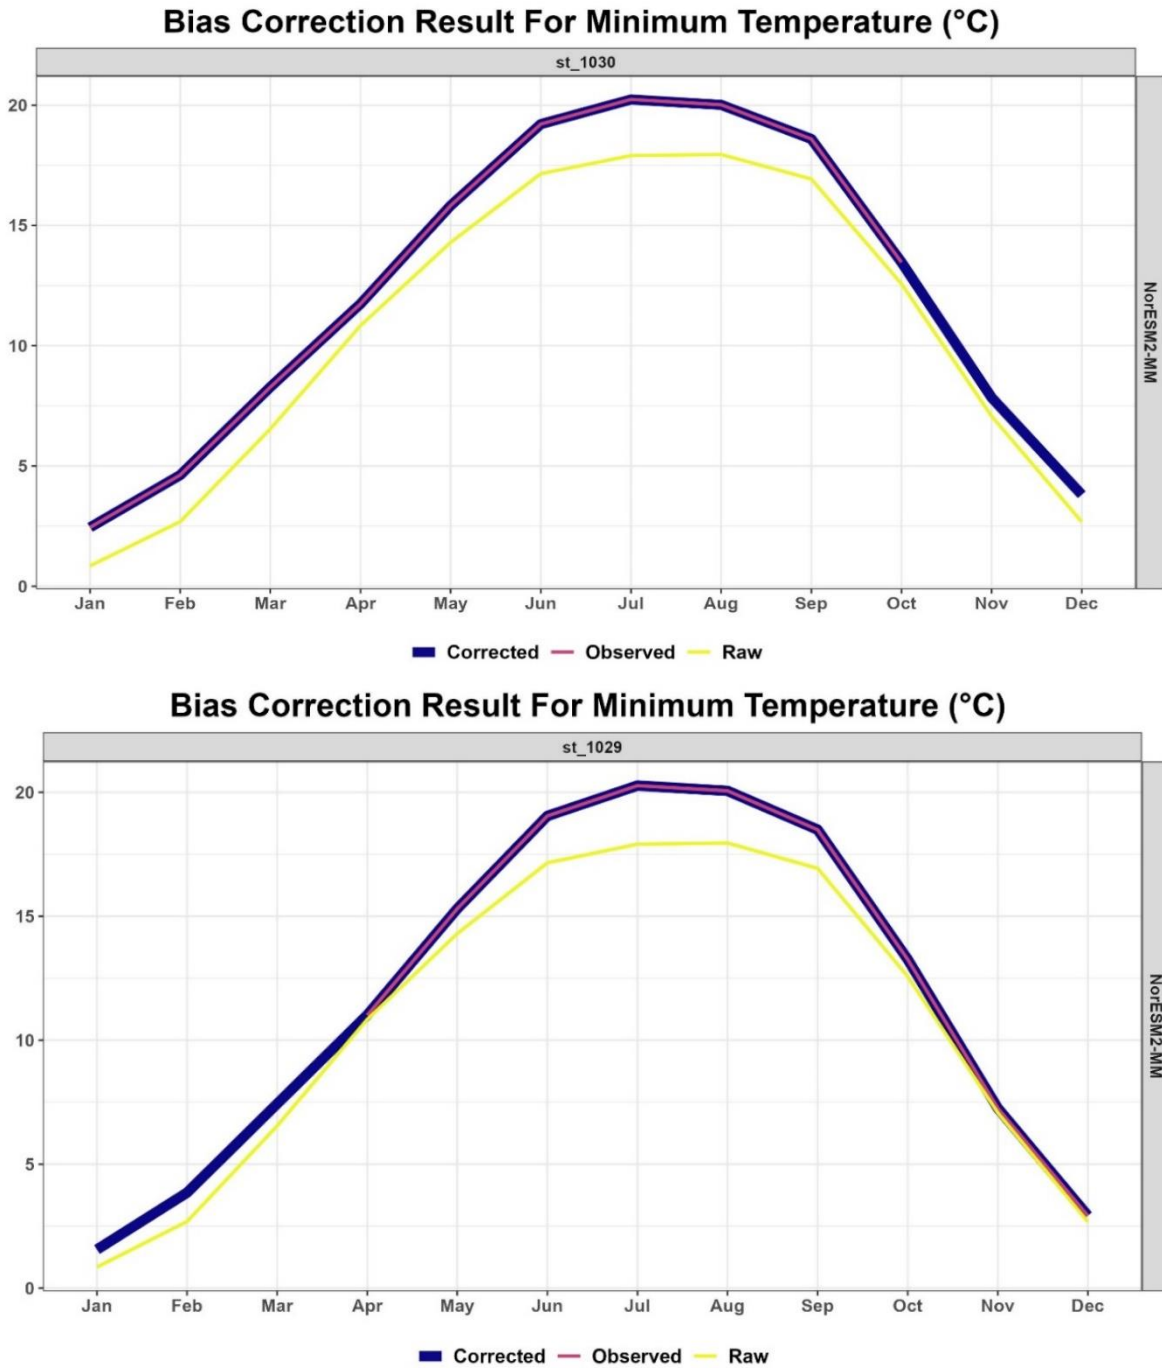 Bias Correction Result For Minimum Temperature (°C)
st_1030
20
15
10
5
0
NorESM2-MM
Jan Feb Mar Apr May Jun Jul Aug Sep Oct Nov Dec
Corrected Observed Raw
Bias Correction Result For Minimum Temperature (°C)
st_1029
20
15
10
5
0
NorESM2-MM
Jan Feb Mar Apr May Jun Jul Aug Sep Oct Nov Dec
Corrected Observed Raw